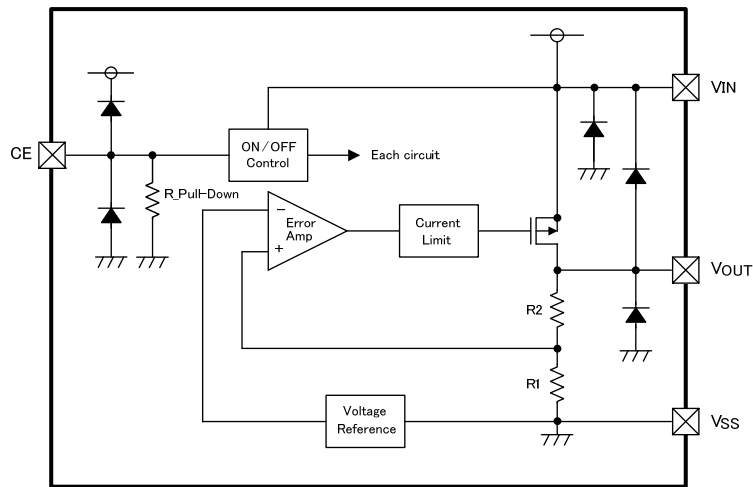 VIN
CE
ON/OFF
Control
Each circuit
R_Pull-Down
−
Error
Amp
+
Current
Limit
VOUT
R2
R1
Voltage
Reference
VSS